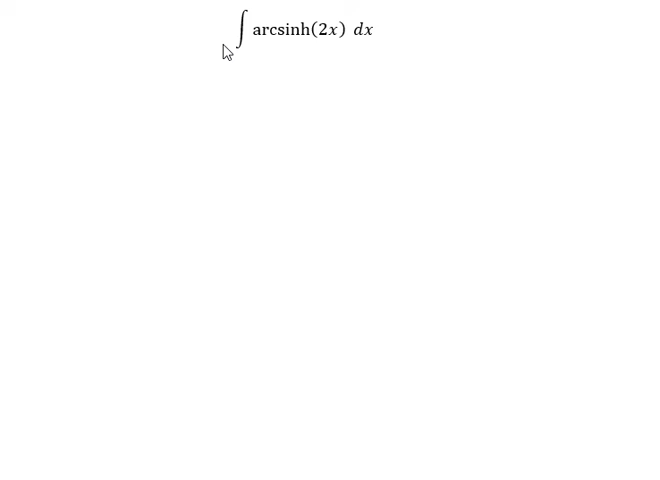 ∫ arcsinh(2x) dx